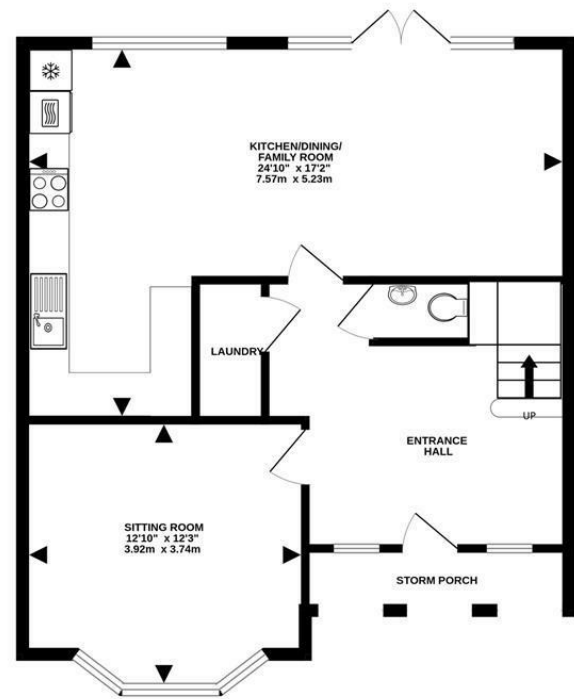 KITCHEN/DINING/
FAMILY ROOM
24'10" x 17'2"
7.57m x 5.23m
LAUNDRY
UP
ENTRANCE
HALL
SITTING ROOM
12'10" x 12'3"
3.92m x 3.74m
STORM PORCH